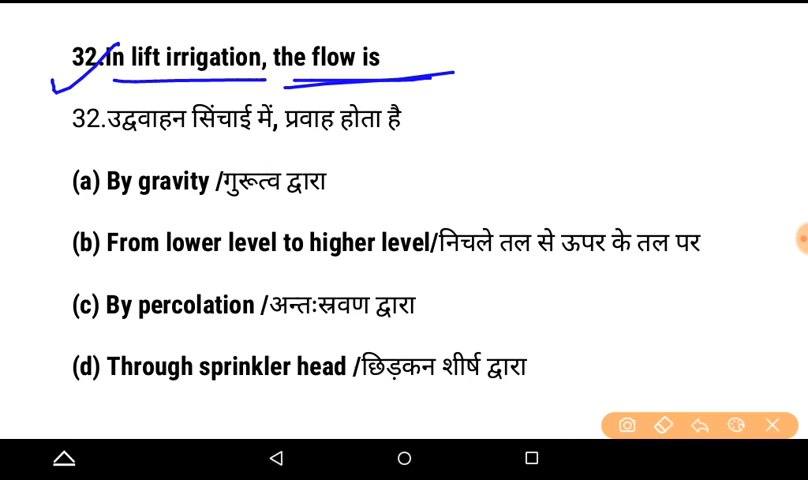 32.In lift irrigation, the flow is
32.उद्ववाहन सिंचाई में, प्रवाह होता है
(a) By gravity /गुरूत्व द्वारा
(b) From lower level to higher level/निचले तल से ऊपर के तल पर
(c) By percolation /अन्तःस्रवण द्वारा
(d) Through sprinkler head /छिड़कन शीर्ष द्वारा